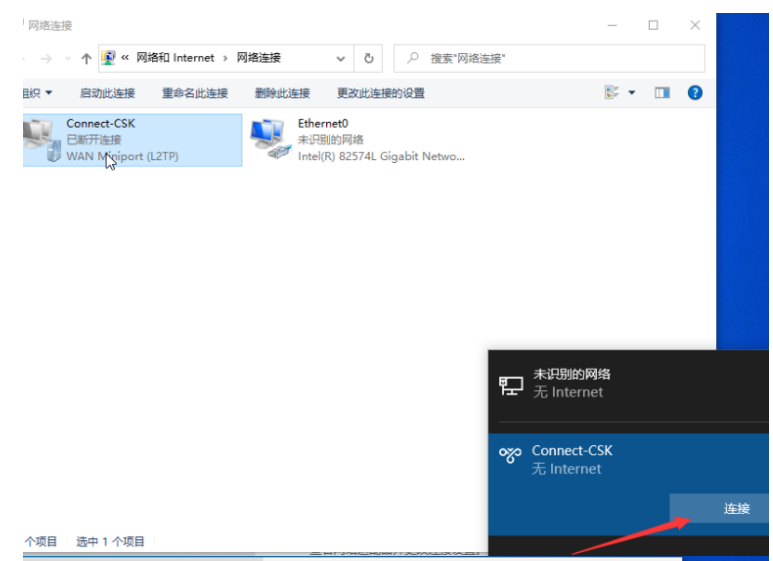 网络连接
« 网络和 Internet › 网络连接
搜索"网络连接"
组织 启动此连接 重命名此连接 删除此连接 更改此连接的设置
Connect-CSK
已断开连接
WAN Miniport (L2TP)
Ethernet0
未识别的网络
Intel(R) 82574L Gigabit Netwo...
未识别的网络
无 Internet
Connect-CSK
无 Internet
连接
个项目 选中 1 个项目